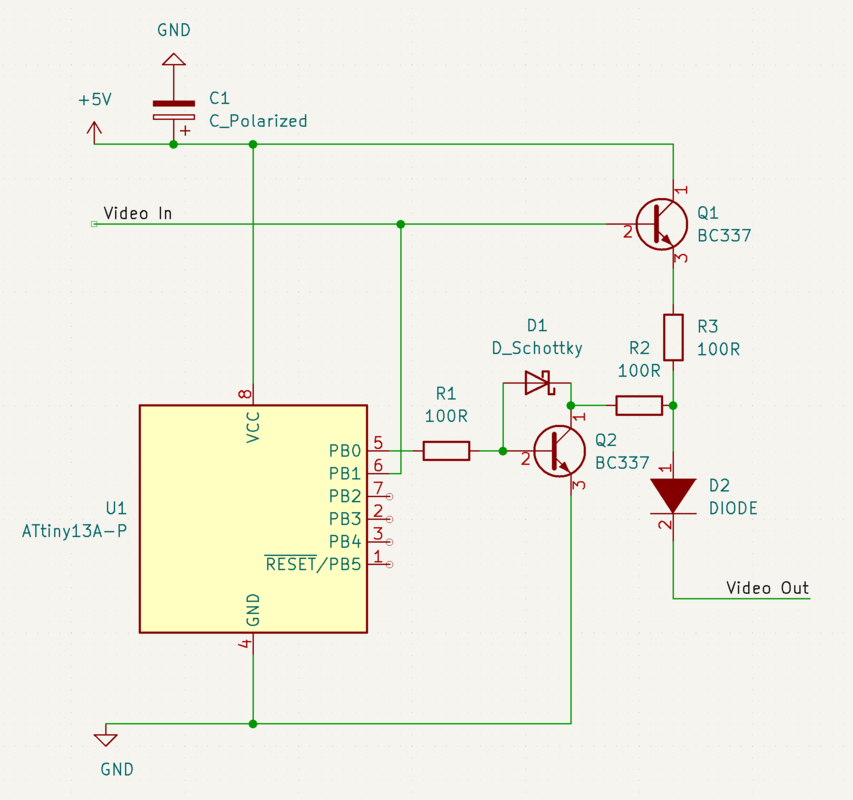 GND
+5V
C1
C_Polarized
+
Video In
1
Q1
2
BC337
3
D1
D_Schottky
R3
100R
R2
100R
R1
100R
8
VCC
1
Q2
2
BC337
3
PB0 5
PB1 6
PB2 7
PB3 2
PB4 3
RESET/PB5 1
U1
ATtiny13A-P
1
D2
DIODE
2
Video Out
GND
4
GND